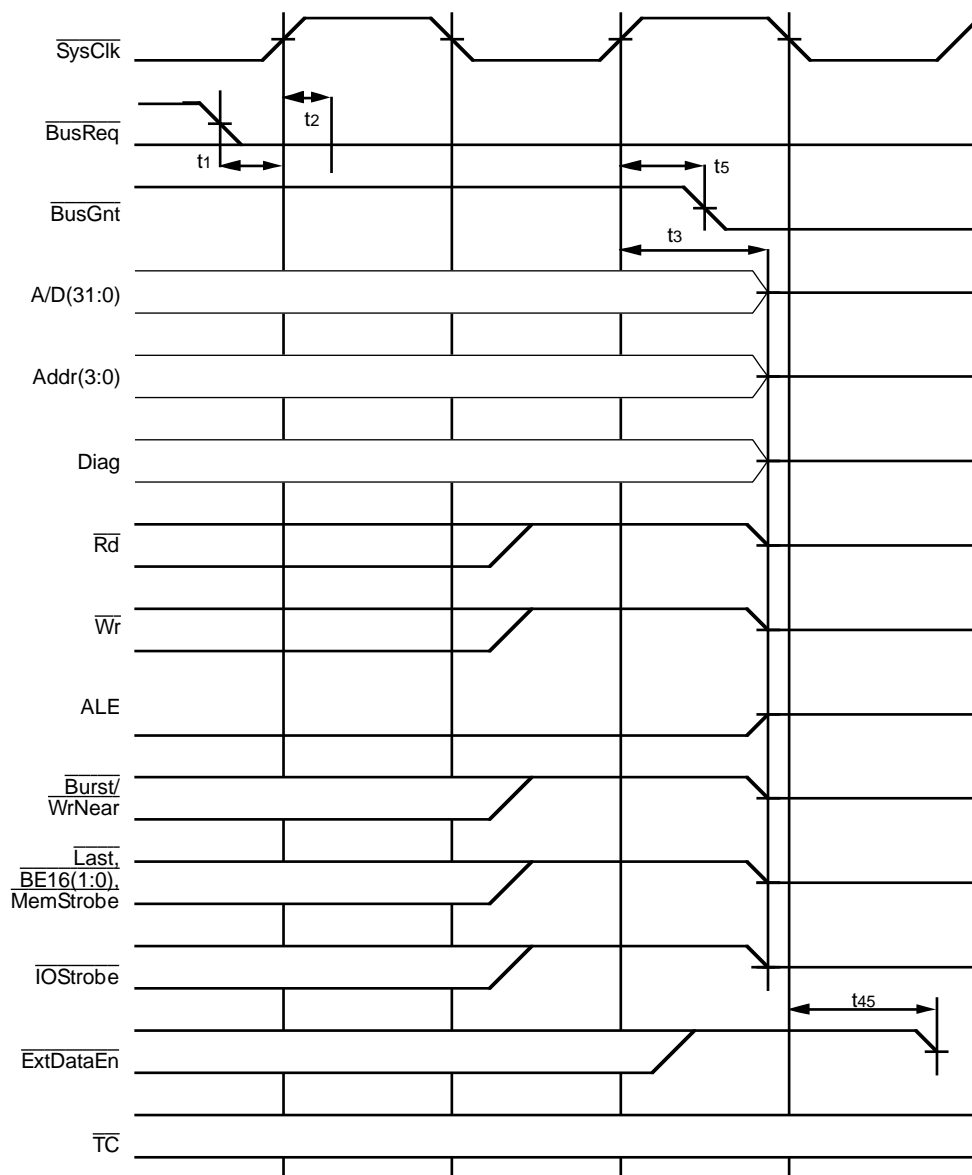 SysClk
t2
BusReq
t1
t5
BusGnt
t3
A/D(31:0)
Addr(3:0)
Diag
Rd
Wr
ALE
Burst/
WrNear
Last,
BE16(1:0),
MemStrobe
IOStrobe
t45
ExtDataEn
TC